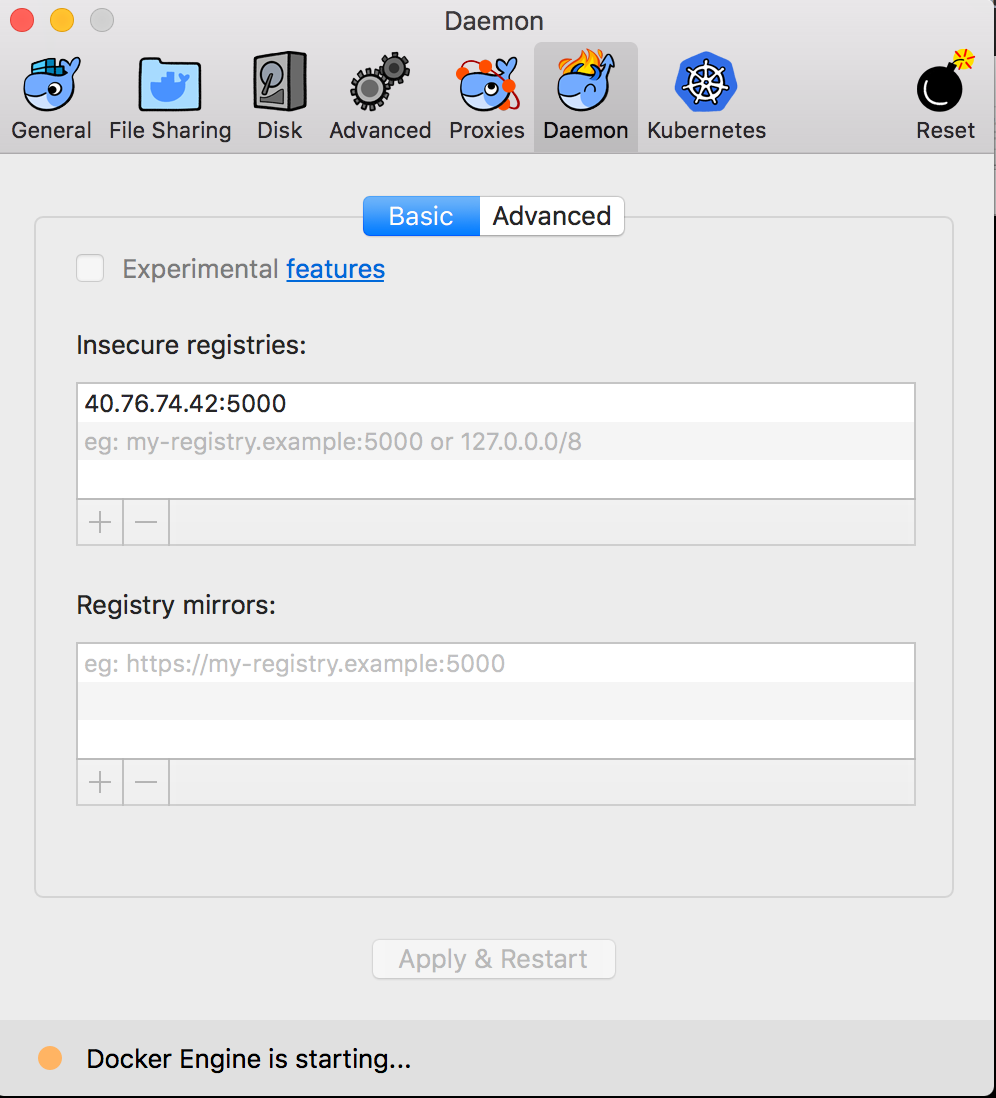 Daemon
General File Sharing Disk Advanced Proxies Daemon Kubernetes Reset
Basic Advanced
Experimental features
Insecure registries:
40.76.74.42:5000
eg: my-registry.example:5000 or 127.0.0.0/8
Registry mirrors:
eg: https://my-registry.example:5000
Apply & Restart
Docker Engine is starting...